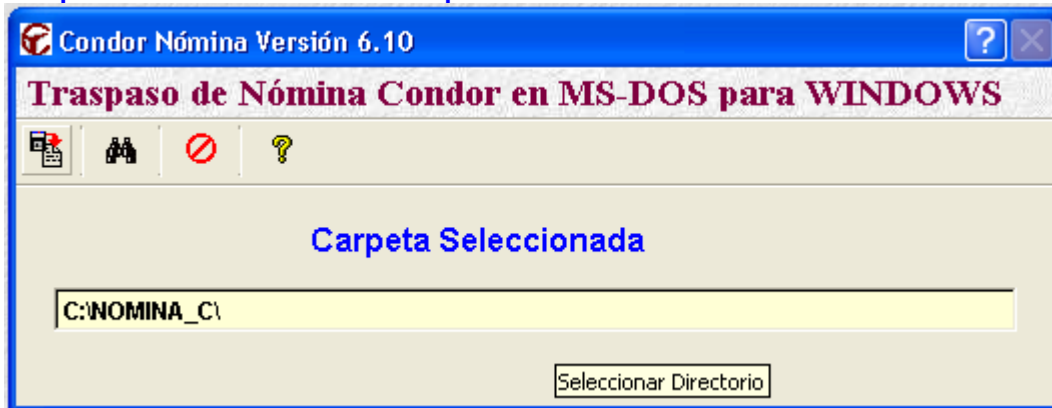 Condor Nómina Versión 6.10
Traspaso de Nómina Condor en MS-DOS para WINDOWS
Carpeta Seleccionada
C:\NOMINA_C\
Seleccionar Directorio